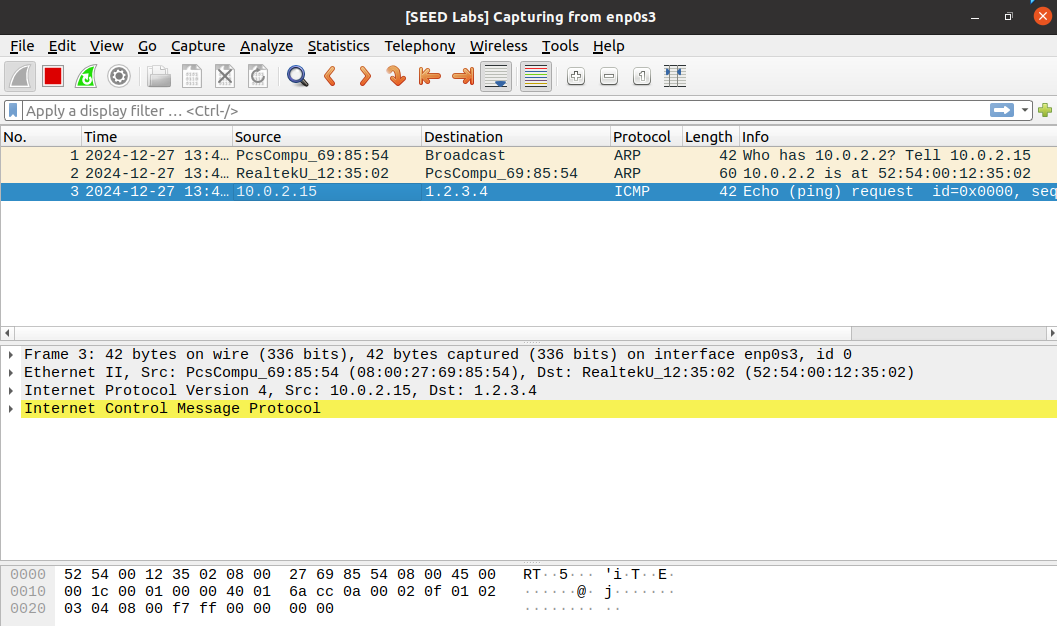 [SEED Labs] Capturing from enp0s3
File Edit View Go Capture Analyze Statistics Telephony Wireless Tools Help
Apply a display filter … <Ctrl-/>
No. Time Source Destination Protocol Length Info
1 2024-12-27 13:4… PcsCompu_69:85:54 Broadcast ARP 42 Who has 10.0.2.2? Tell 10.0.2.15
2 2024-12-27 13:4… RealtekU_12:35:02 PcsCompu_69:85:54 ARP 60 10.0.2.2 is at 52:54:00:12:35:02
3 2024-12-27 13:4… 10.0.2.15 1.2.3.4 ICMP 42 Echo (ping) request id=0x0000, seq
Frame 3: 42 bytes on wire (336 bits), 42 bytes captured (336 bits) on interface enp0s3, id 0
Ethernet II, Src: PcsCompu_69:85:54 (08:00:27:69:85:54), Dst: RealtekU_12:35:02 (52:54:00:12:35:02)
Internet Protocol Version 4, Src: 10.0.2.15, Dst: 1.2.3.4
Internet Control Message Protocol
0000 52 54 00 12 35 02 08 00 27 69 85 54 08 00 45 00 RT··5··· 'i·T··E·
0010 00 1c 00 01 00 00 40 01 6a cc 0a 00 02 0f 01 02 ······@· j·······
0020 03 04 08 00 f7 ff 00 00 00 00 ········ ··